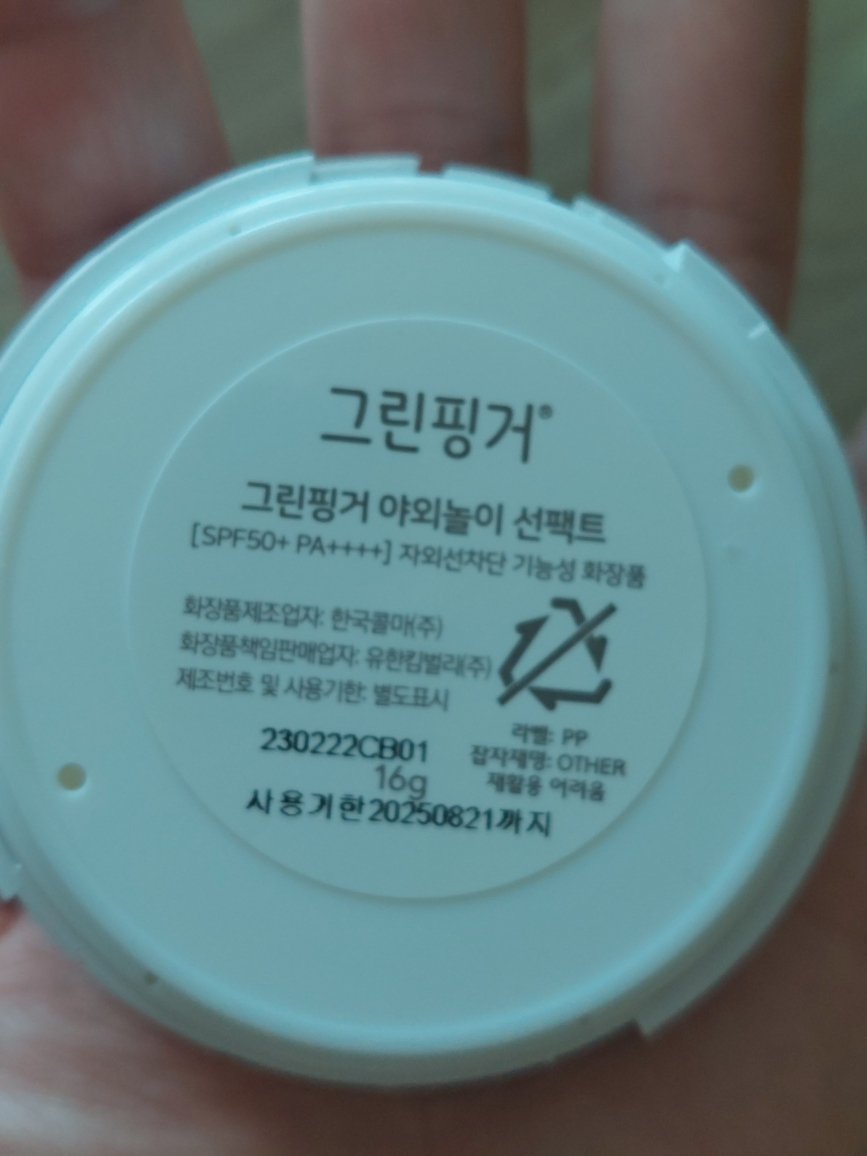 그린핑거®
그린핑거 야외놀이 선팩트
[SPF50+ PA++++] 자외선차단 기능성 화장품
화장품제조업자: 한국콜마(주)
화장품책임판매업자: 유한킴벌리(주)
제조번호 및 사용기한: 별도표시
230222CB01
16g
사용기한20250821까지
라벨: PP
잡자재명: OTHER
재활용 어려움